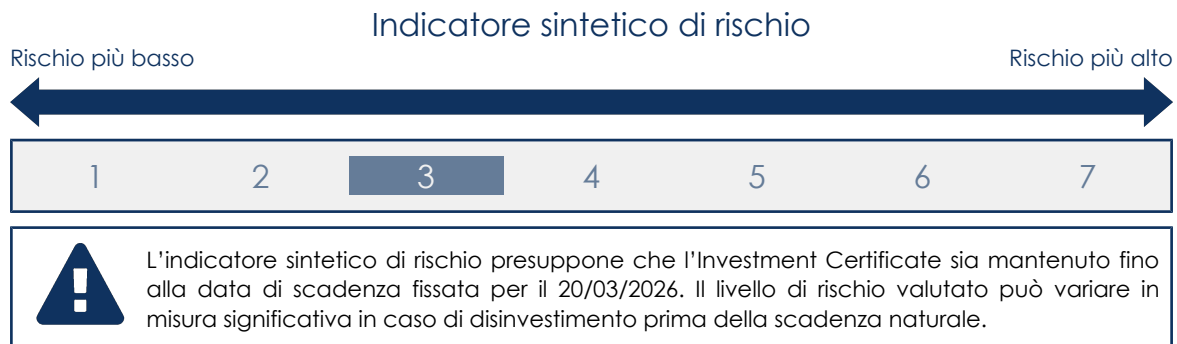 Indicatore sintetico di rischio
Rischio più basso Rischio più alto
1 2 3 4 5 6 7
L'indicatore sintetico di rischio presuppone che l'Investment Certificate sia mantenuto fino
alla data di scadenza fissata per il 20/03/2026. Il livello di rischio valutato può variare in
misura significativa in caso di disinvestimento prima della scadenza naturale.